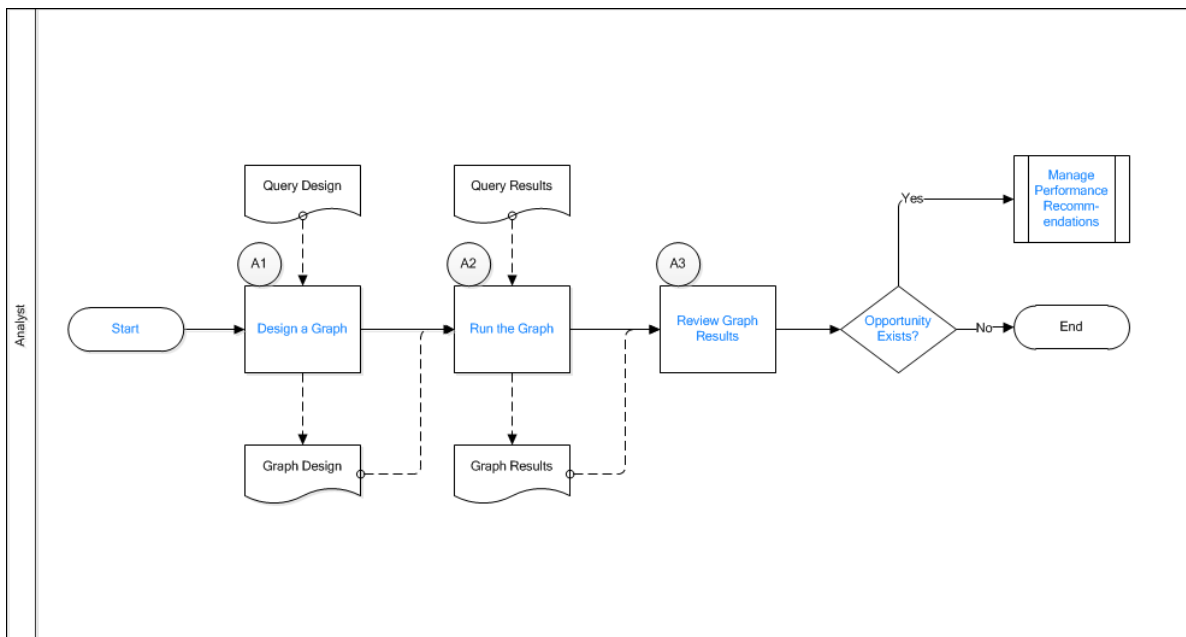 Analyst
Query Design
Query Results
Manage
Performance
Recomm-
endations
Yes
A1
A2
A3
Start
Design a Graph
Run the Graph
Review Graph
Results
Opportunity
Exists?
No
End
Graph Design
Graph Results